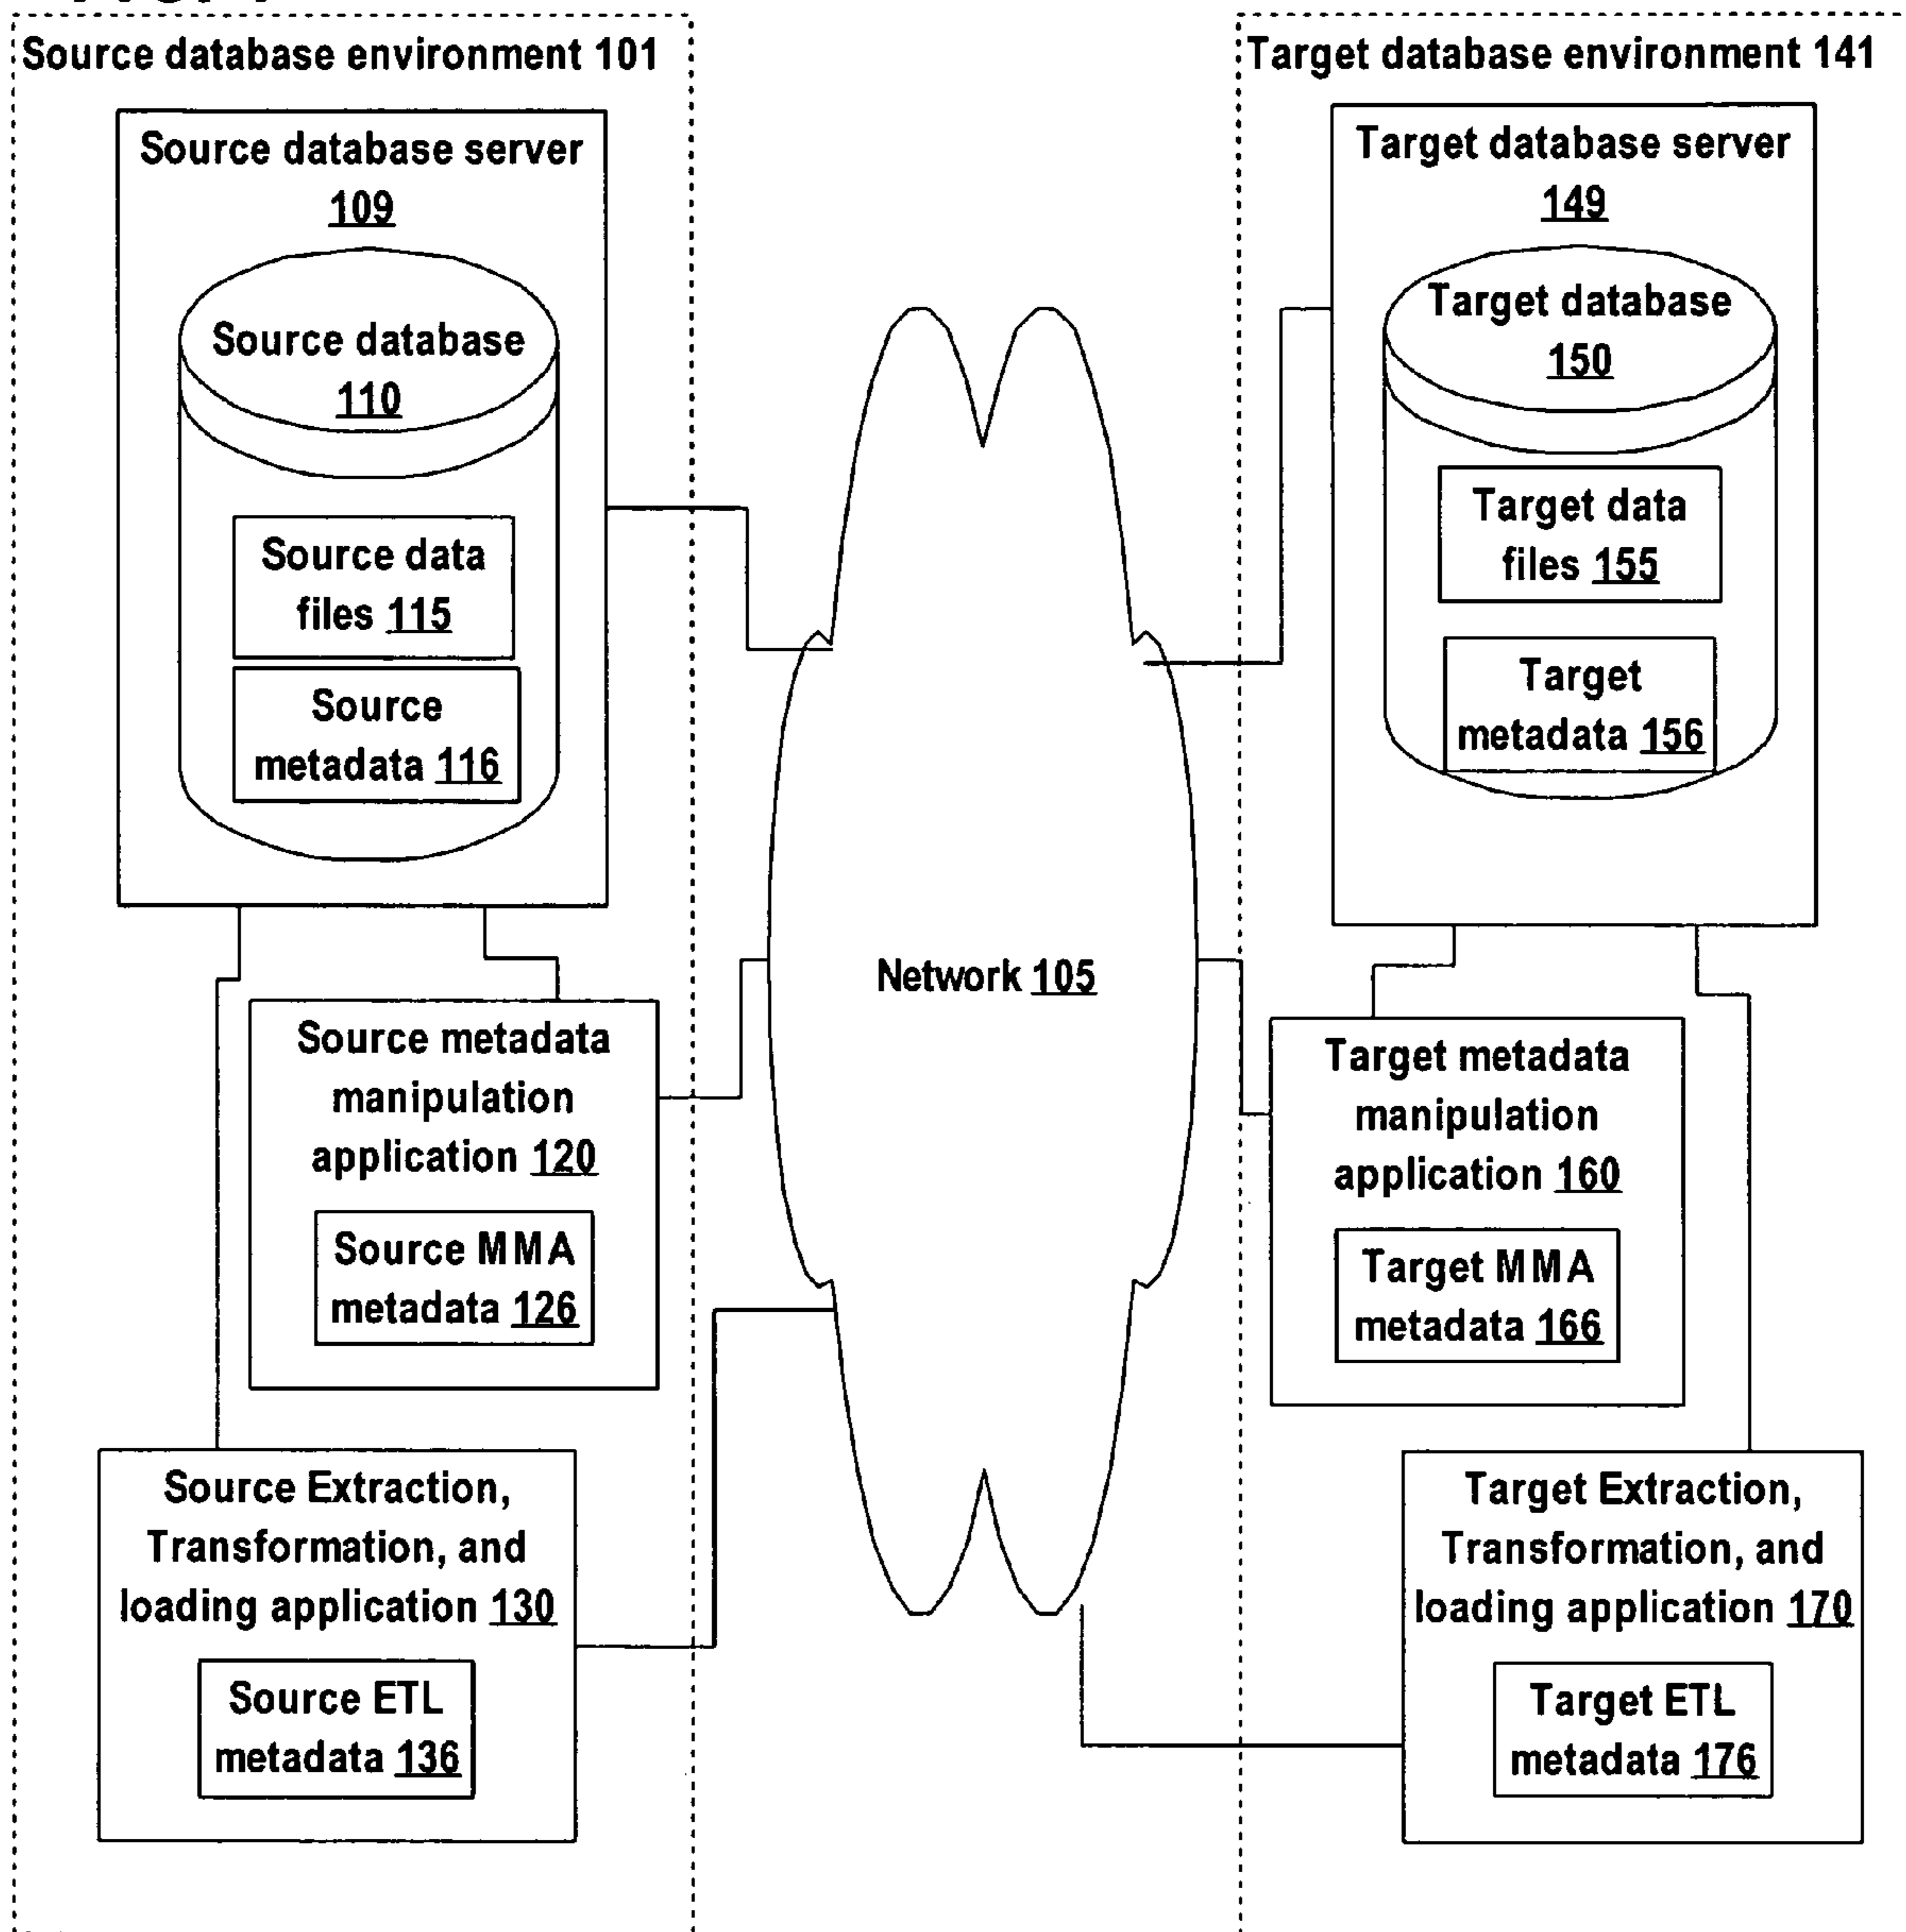 Source database environment 101
Source database server
109
Source database
110
Source data
files 115
Source
metadata 116
Source metadata
manipulation
application 120
Source MMA
metadata 126
Source Extraction,
Transformation, and
loading application 130
Source ETL
metadata 136
Network 105
Target database environment 141
Target database server
149
Target database
150
Target data
files 155
Target
metadata 156
Target metadata
manipulation
application 160
Target MMA
metadata 166
Target Extraction,
Transformation, and
loading application 170
Target ETL
metadata 176